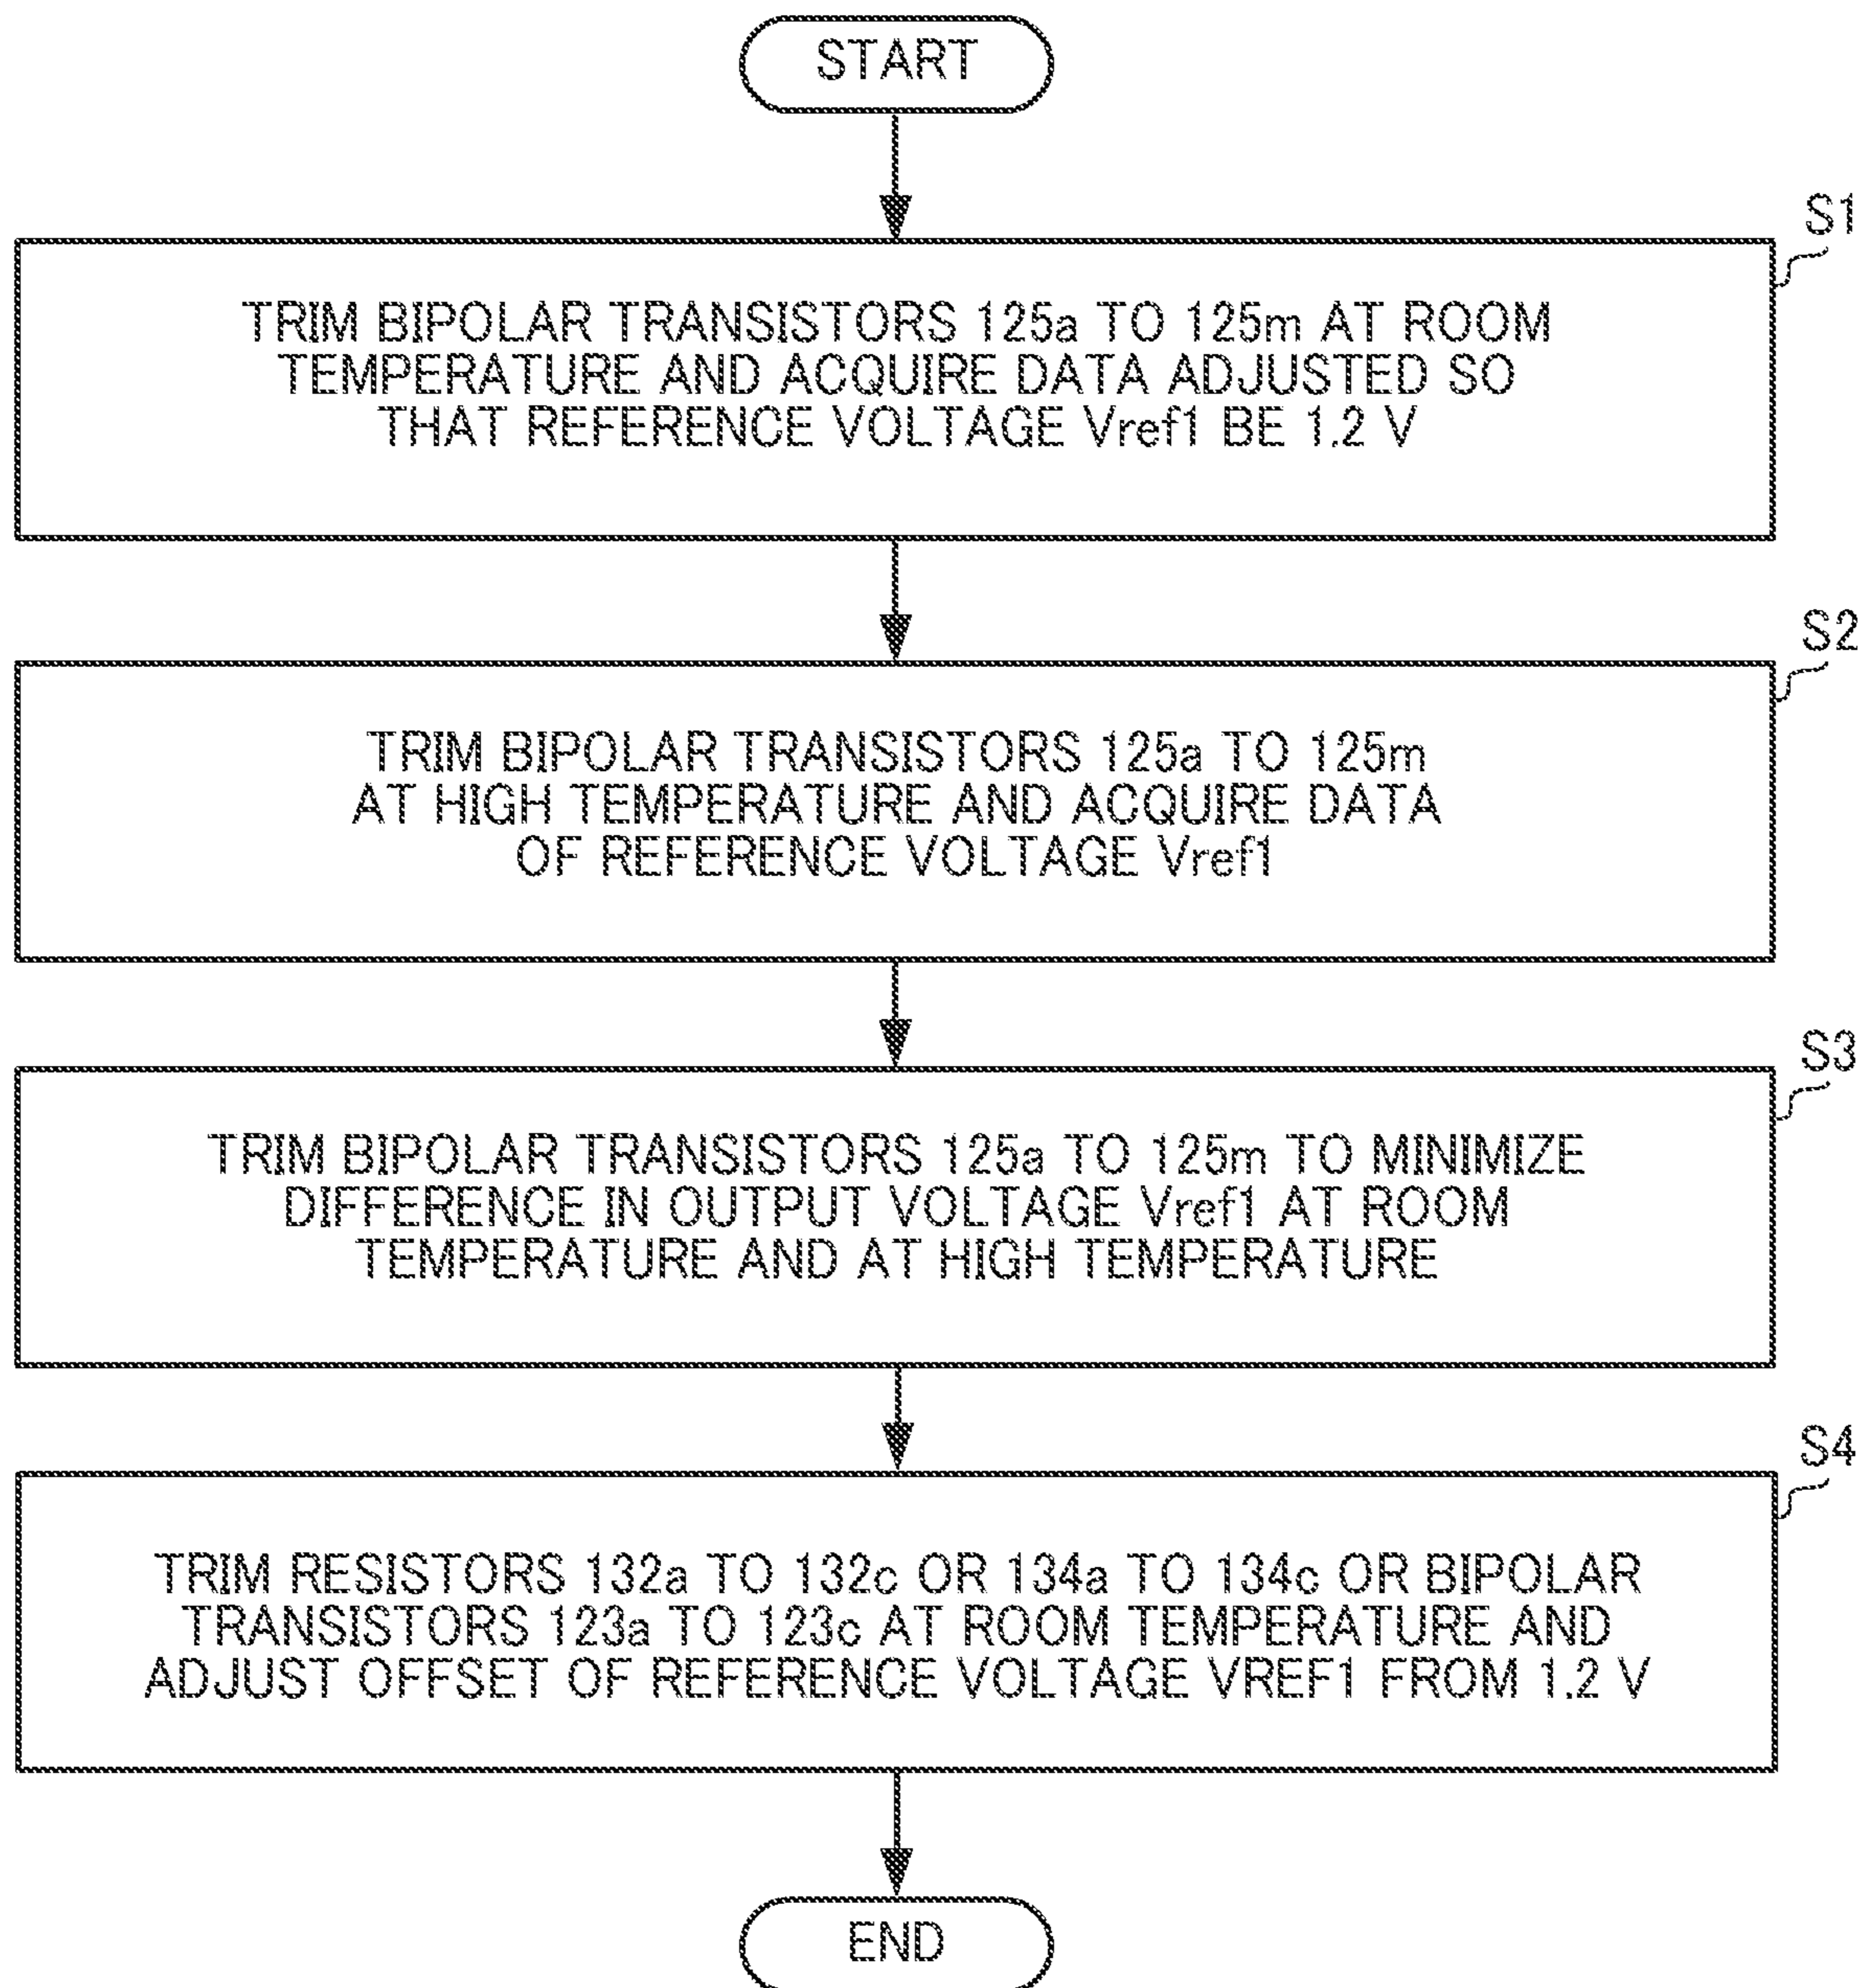 START
S1
TRIM BIPOLAR TRANSISTORS 125a TO 125m AT ROOM
TEMPERATURE AND ACQUIRE DATA ADJUSTED SO
THAT REFERENCE VOLTAGE Vref1 BE 1.2 V
S2
TRIM BIPOLAR TRANSISTORS 125a TO 125m
AT HIGH TEMPERATURE AND ACQUIRE DATA
OF REFERENCE VOLTAGE Vref1
S3
TRIM BIPOLAR TRANSISTORS 125a TO 125m TO MINIMIZE
DIFFERENCE IN OUTPUT VOLTAGE Vref1 AT ROOM
TEMPERATURE AND AT HIGH TEMPERATURE
S4
TRIM RESISTORS 132a TO 132c OR 134a TO 134c OR BIPOLAR
TRANSISTORS 123a TO 123c AT ROOM TEMPERATURE AND
ADJUST OFFSET OF REFERENCE VOLTAGE VREF1 FROM 1.2 V
END